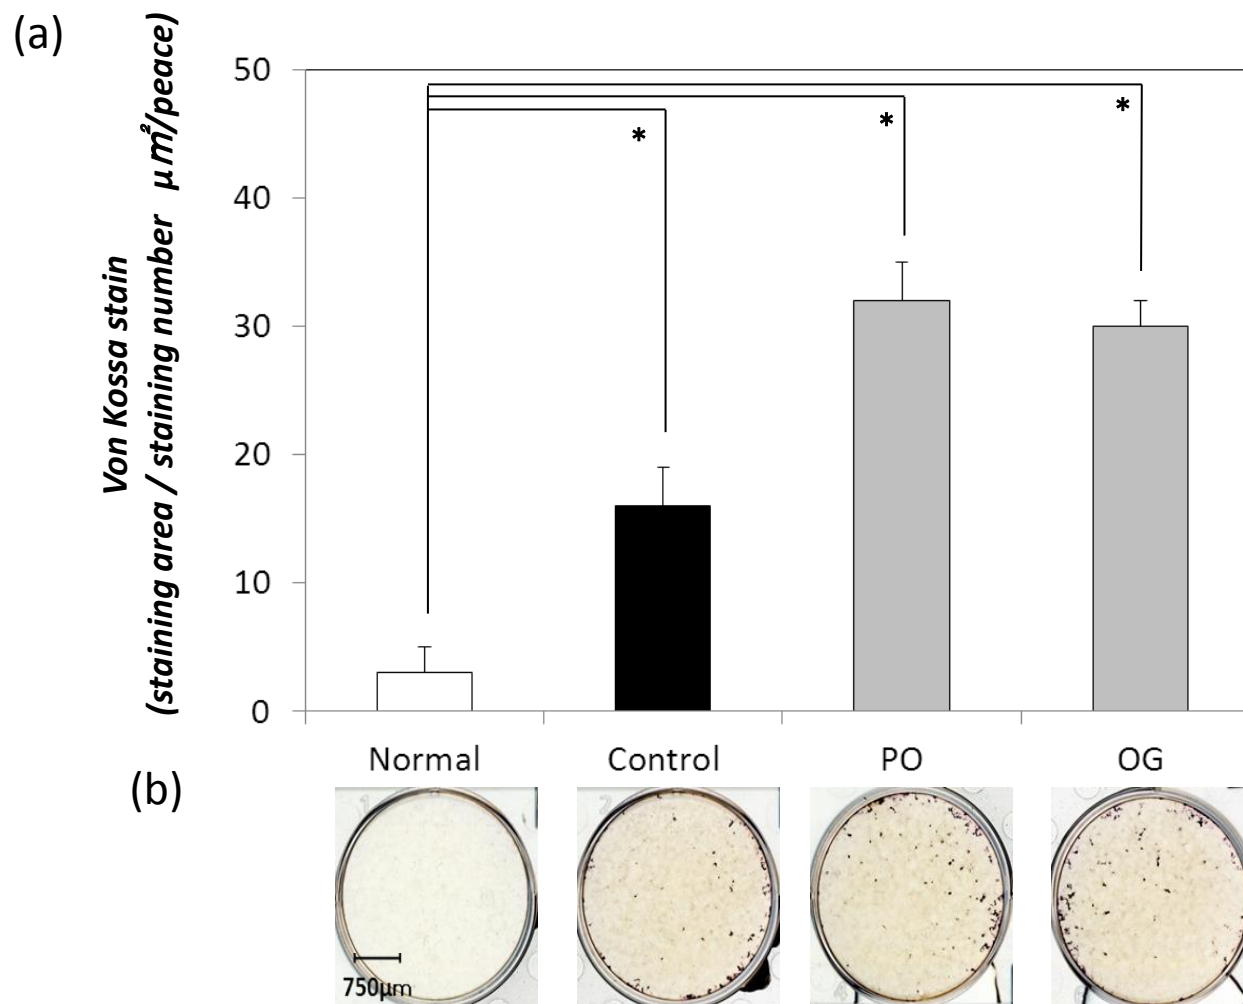 (a)
Von Kossa stain
(staining area / staining number μm²/peace)
50
40
30
20
10
0
*
*
*
Normal Control PO OG
(b)
750μm